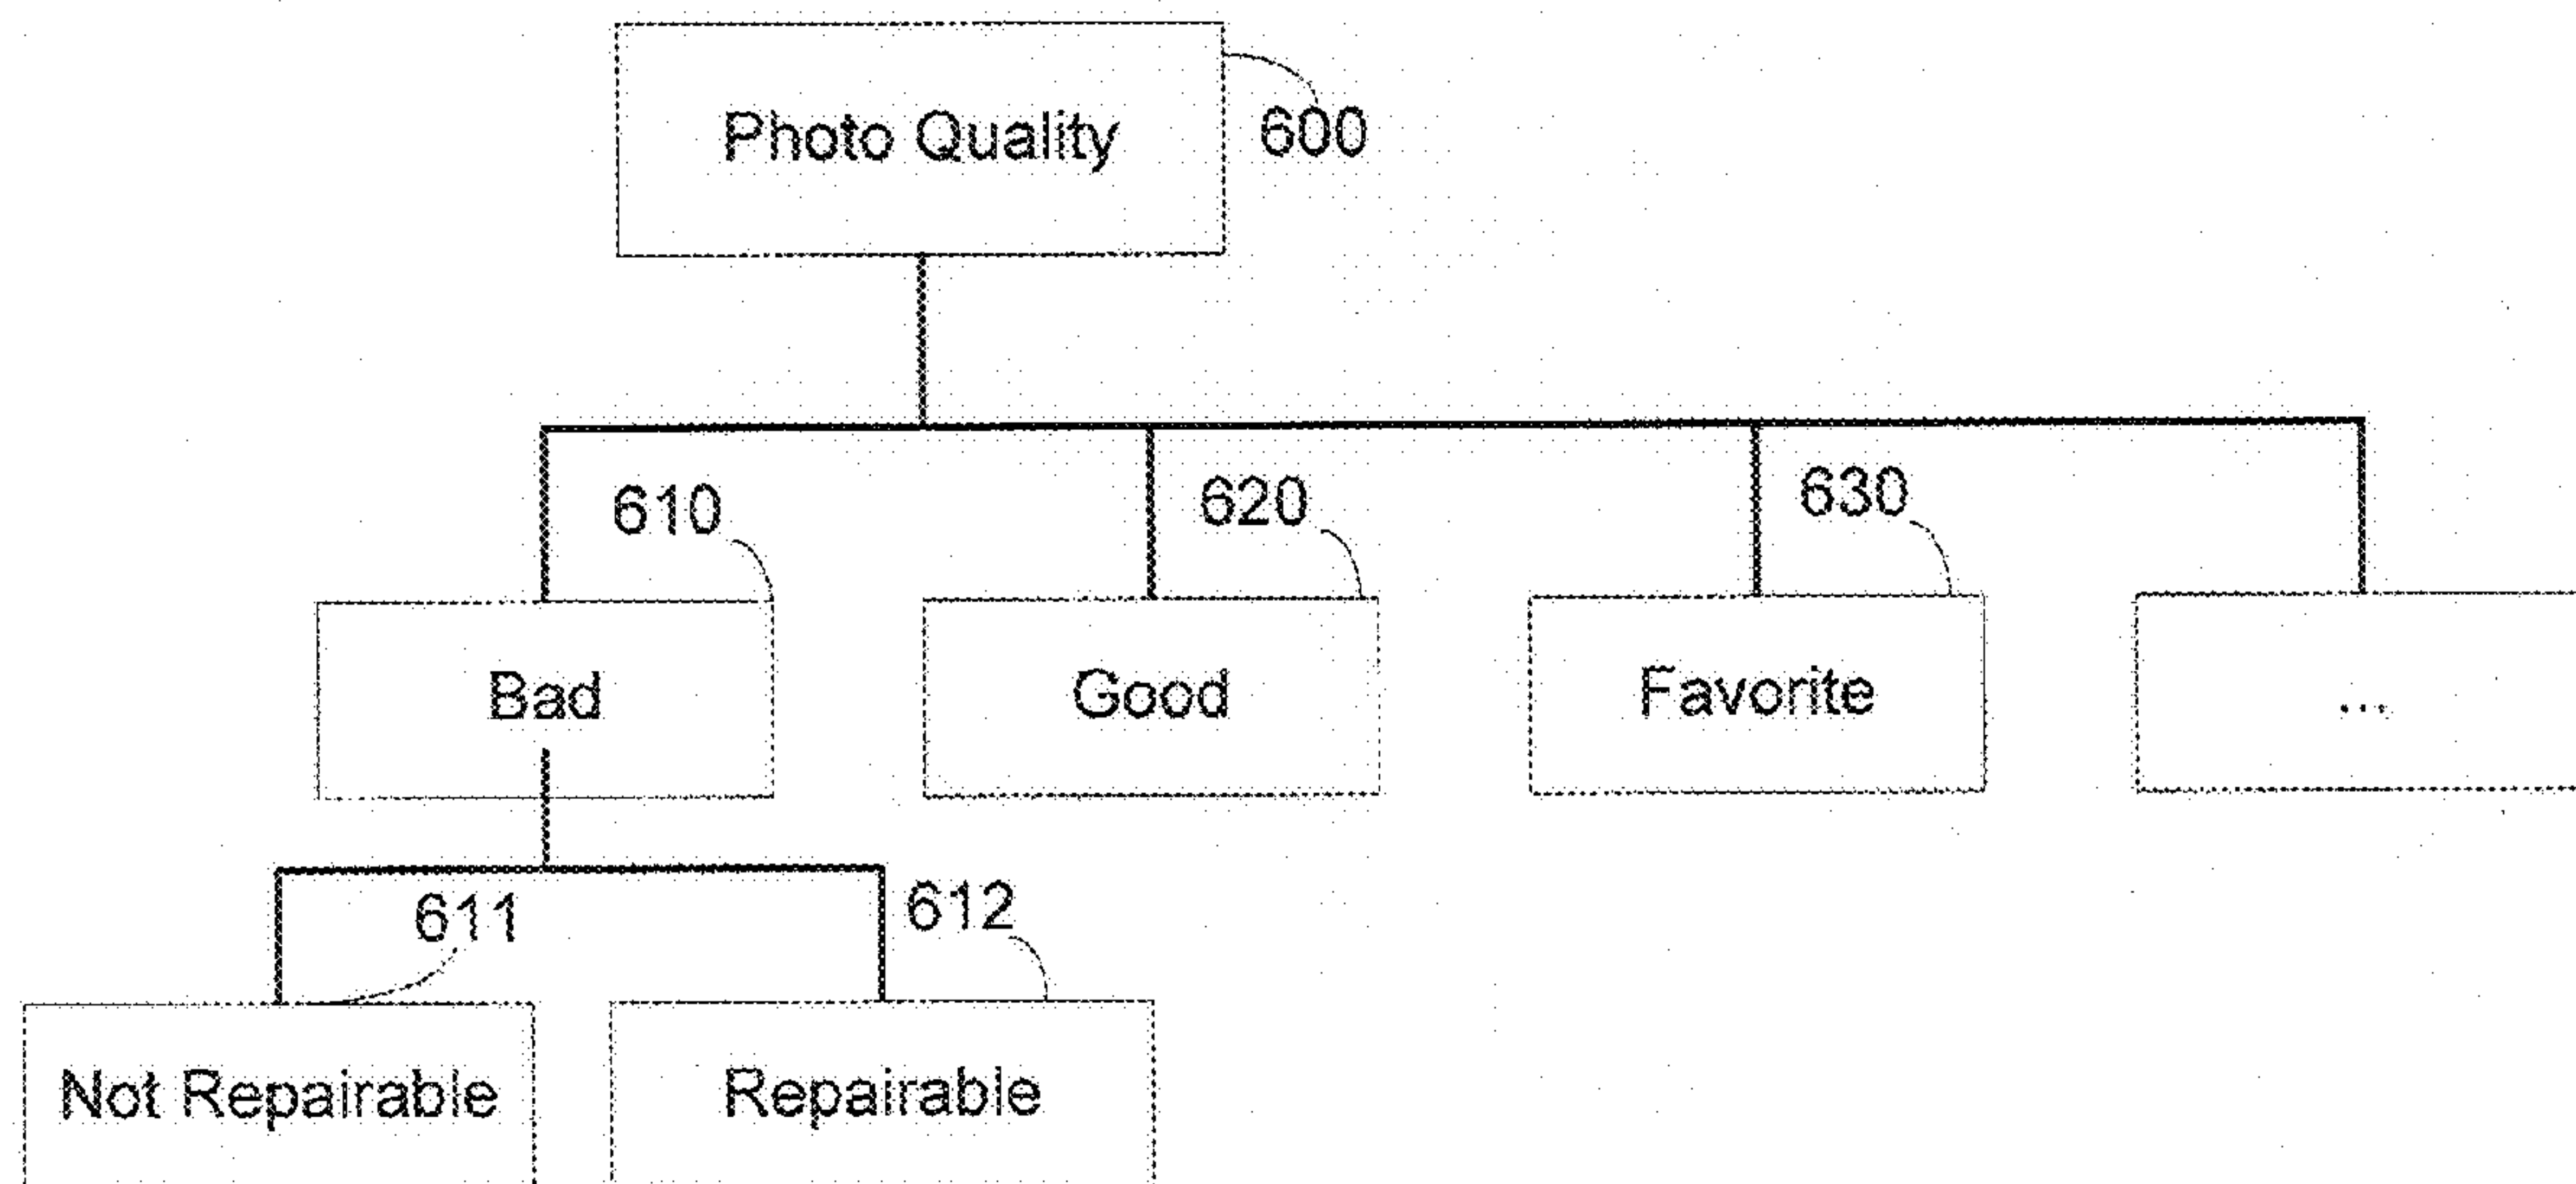 Photo Quality
600
610
620
630
Bad
Good
Favorite
...
611
612
Not Repairable
Repairable